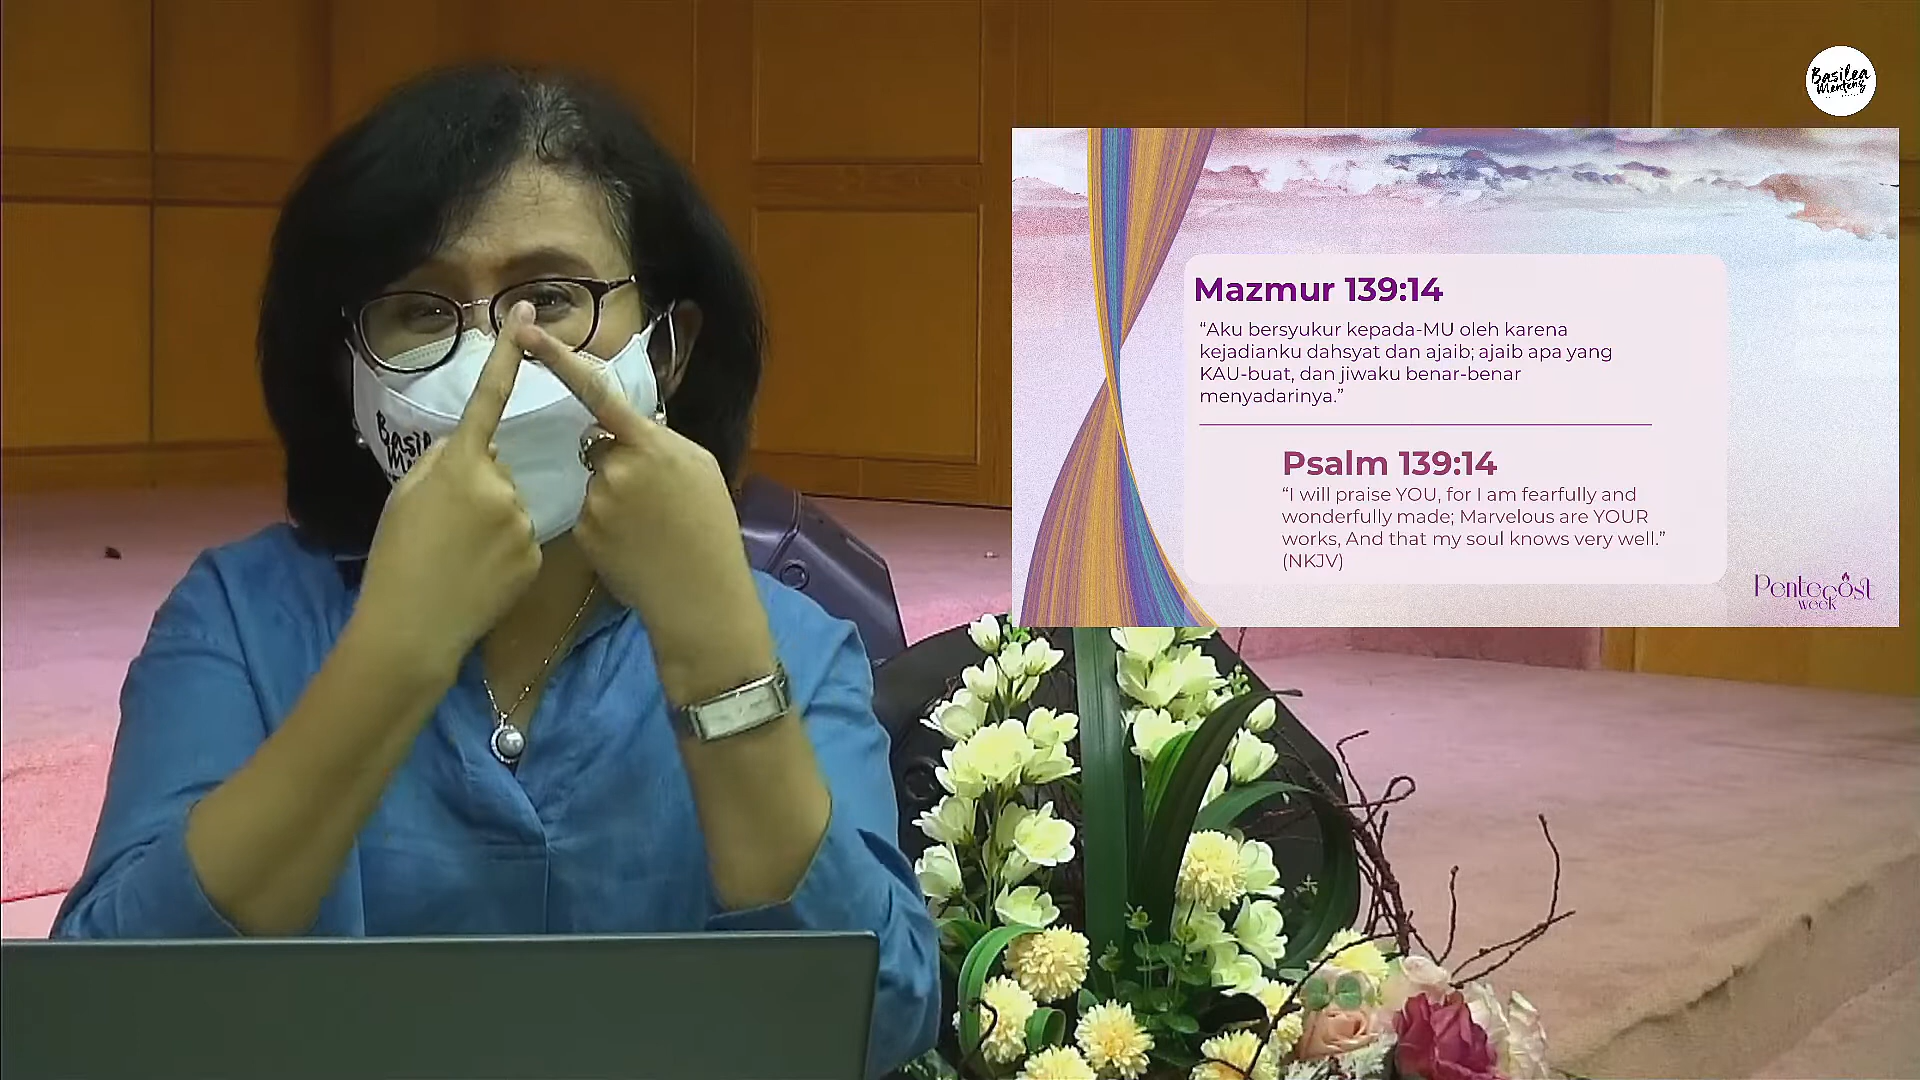 Basilea
Menteng
Mazmur 139:14
“Aku bersyukur kepada-MU oleh karena
kejadianku dahsyat dan ajaib; ajaib apa yang
KAU-buat, dan jiwaku benar-benar
menyadarinya.”
Psalm 139:14
“I will praise YOU, for I am fearfully and
wonderfully made; Marvelous are YOUR
works, And that my soul knows very well.”
(NKJV)
Pentecost
week
Basil
Me